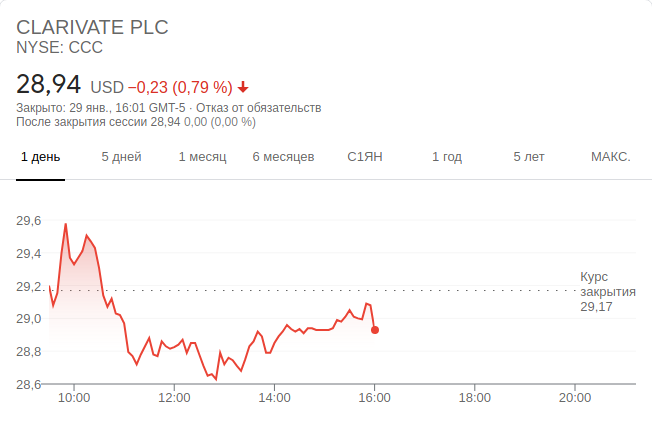 CLARIVATE PLC
NYSE: CCC
28,94 USD −0,23 (0,79 %)
Закрыто: 29 янв., 16:01 GMT-5 · Отказ от обязательств
После закрытия сессии 28,94 0,00 (0,00 %)
1 день 5 дней 1 месяц 6 месяцев С1ЯН 1 год 5 лет МАКС.
29,6
29,4
29,2
29,0
28,8
28,6
Курс
закрытия
29,17
10:00 12:00 14:00 16:00 18:00 20:00